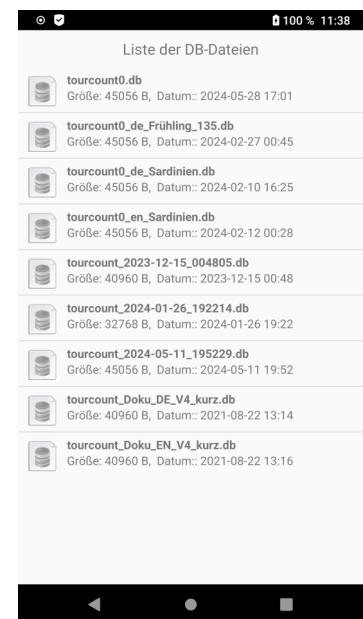 100 % 11:38
Liste der DB-Dateien
tourcount0.db
Größe: 45056 B, Datum:: 2024-05-28 17:01
tourcount0_de_Frühling_135.db
Größe: 45056 B, Datum:: 2024-02-27 00:45
tourcount0_de_Sardinien.db
Größe: 45056 B, Datum:: 2024-02-10 16:25
tourcount0_en_Sardinien.db
Größe: 45056 B, Datum:: 2024-02-12 00:28
tourcount_2023-12-15_004805.db
Größe: 40960 B, Datum:: 2023-12-15 00:48
tourcount_2024-01-26_192214.db
Größe: 32768 B, Datum:: 2024-01-26 19:22
tourcount_2024-05-11_195229.db
Größe: 45056 B, Datum:: 2024-05-11 19:52
tourcount_Doku_DE_V4_kurz.db
Größe: 40960 B, Datum:: 2021-08-22 13:14
tourcount_Doku_EN_V4_kurz.db
Größe: 40960 B, Datum:: 2021-08-22 13:16